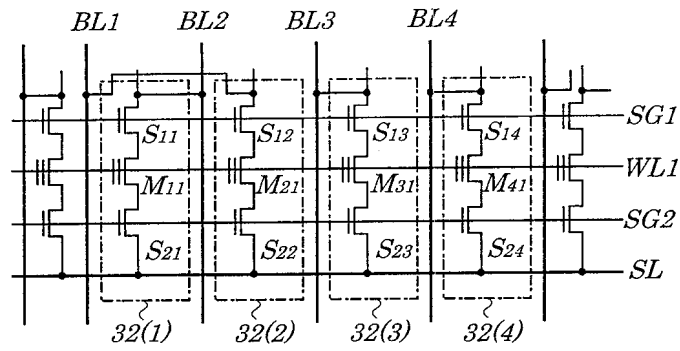 BL1 BL2 BL3 BL4
S11 S12 S13 S14 SG1
M11 M21 M31 M41 WL1
S21 S22 S23 S24 SG2
SL
32(1) 32(2) 32(3) 32(4)